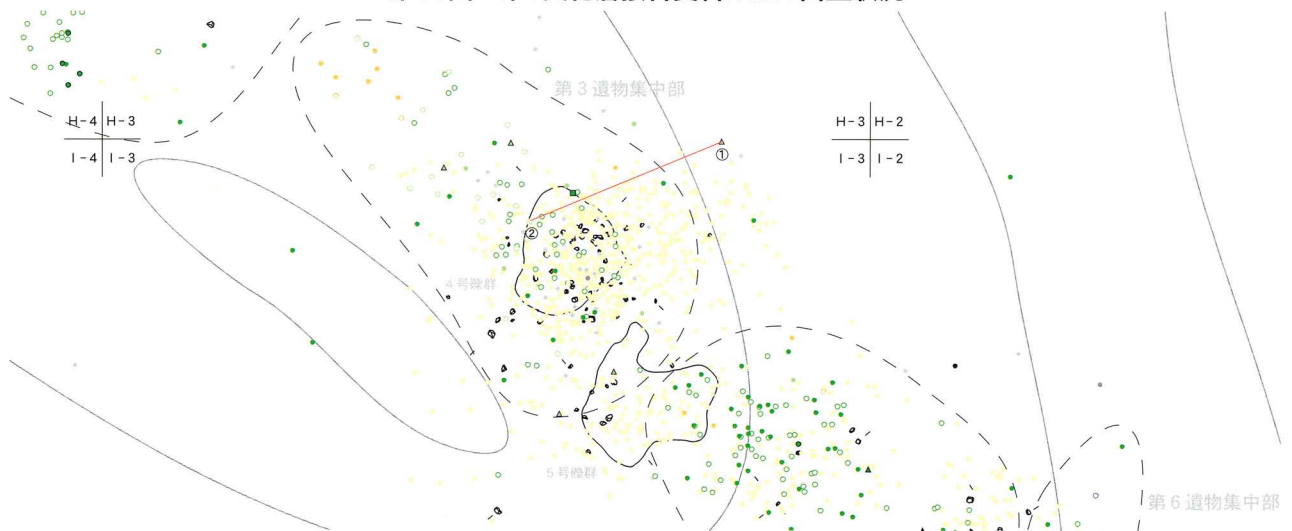 第3遺物集中部
H-4 H-3
I-4 I-3
H-3 H-2
I-3 I-2
①
②
4号礫群
5号礫群
第6遺物集中部